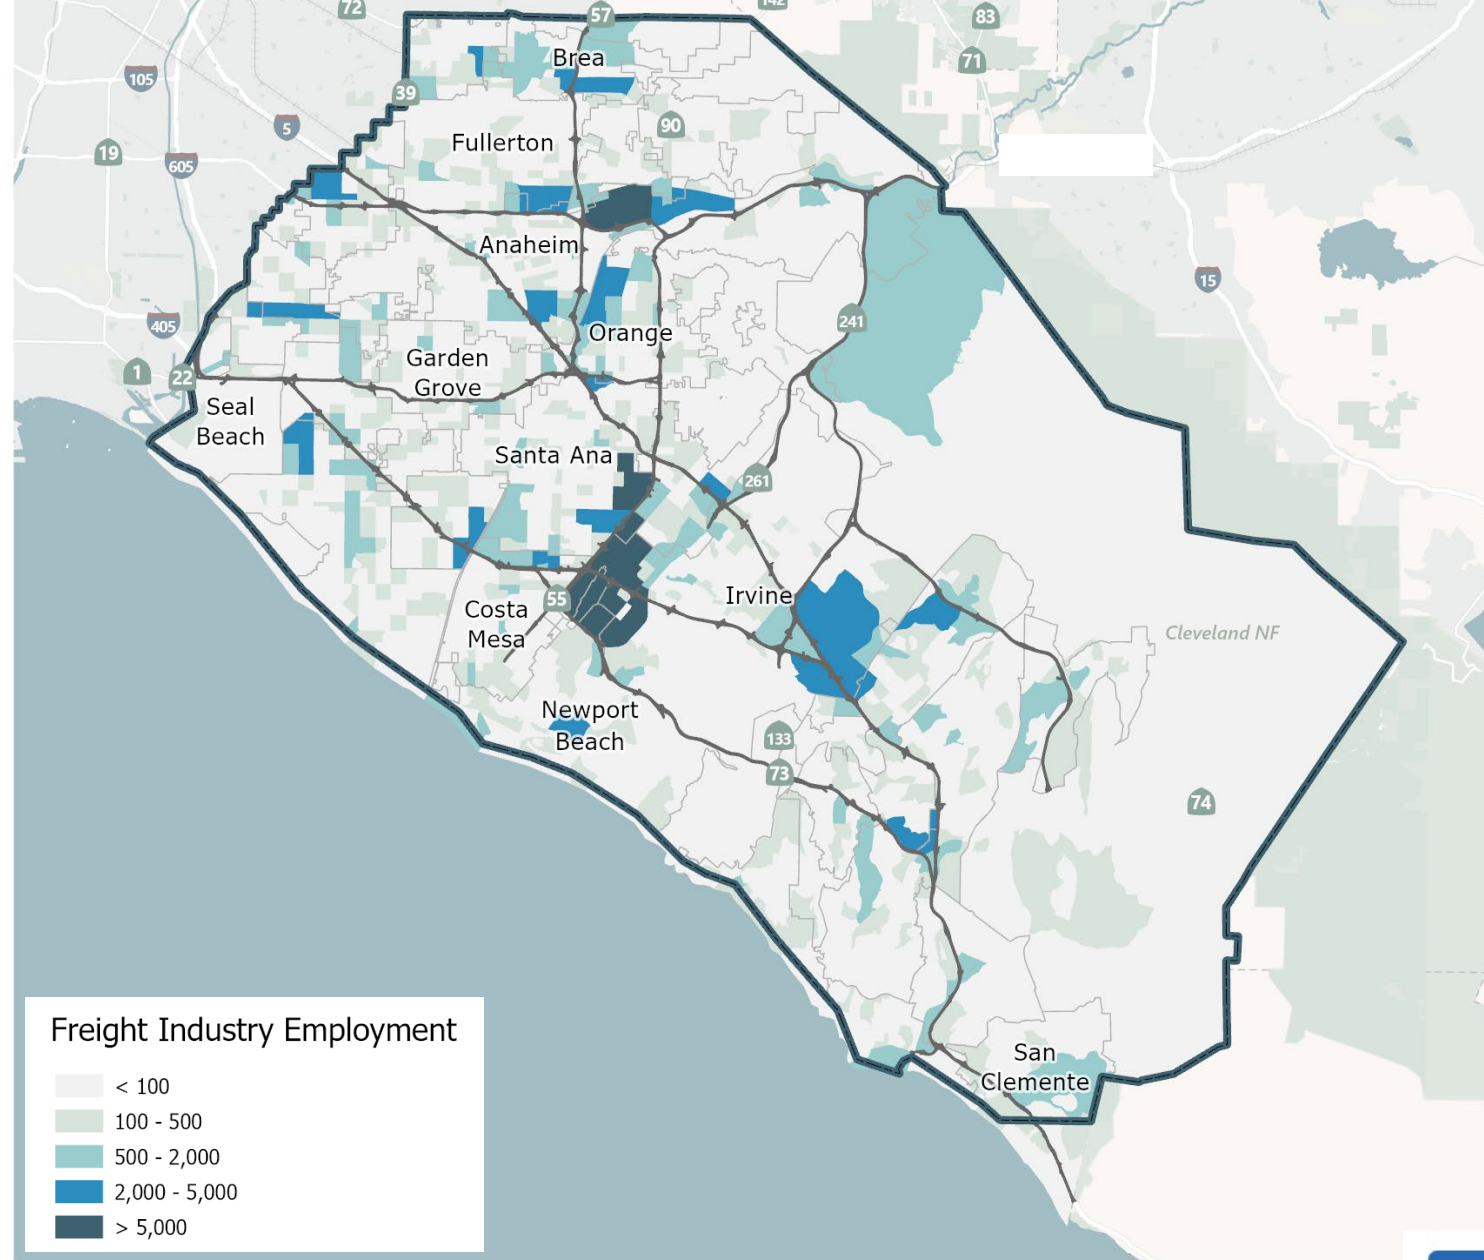 72
142
57
83
71
Brea
105
39
5
90
Fullerton
19
605
Anaheim
15
241
405
Orange
Garden
Grove
1
22
Seal
Beach
Santa Ana
261
Irvine
55
Costa
Mesa
Cleveland NF
Newport
Beach
133
73
74
San
Clemente
Freight Industry Employment
< 100
100 - 500
500 - 2,000
2,000 - 5,000
> 5,000